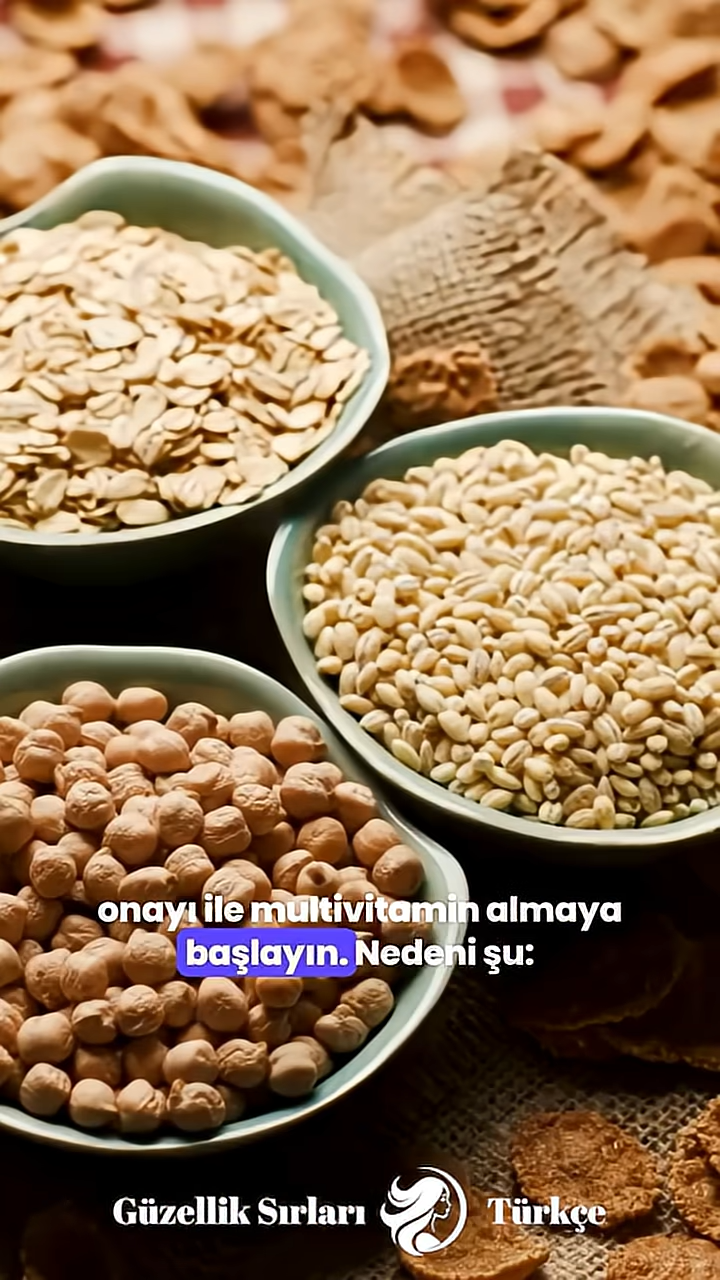 onayı ile multivitamin almaya
başlayın. Nedeni şu:
Güzellik Sırları Türkçe